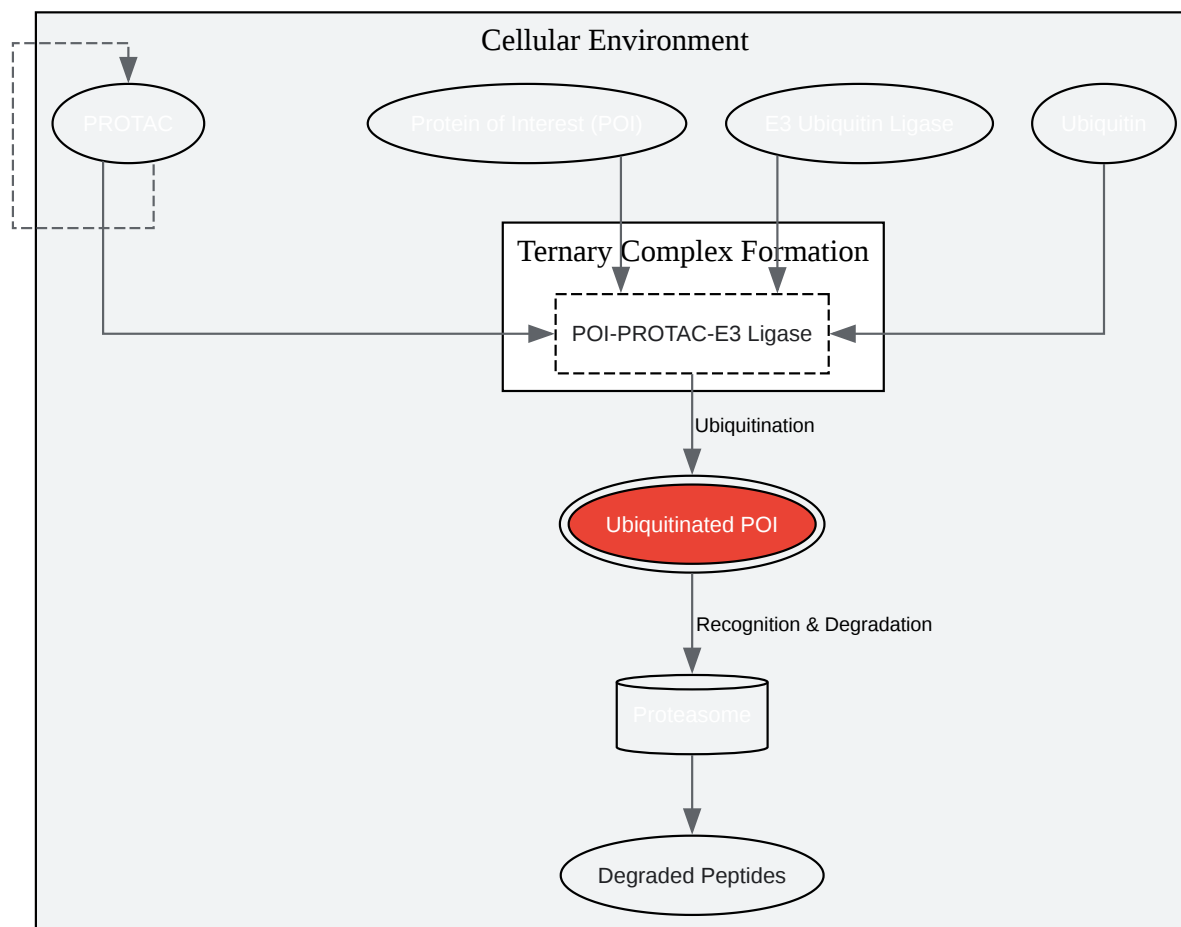 Cellular Environment
PROTAC
Protein of Interest (POI)
E3 Ubiquitin Ligase
Ubiquitin
Ternary Complex Formation
POI-PROTAC-E3 Ligase
Ubiquitination
Ubiquitinated POI
Recognition & Degradation
Proteasome
Degraded Peptides